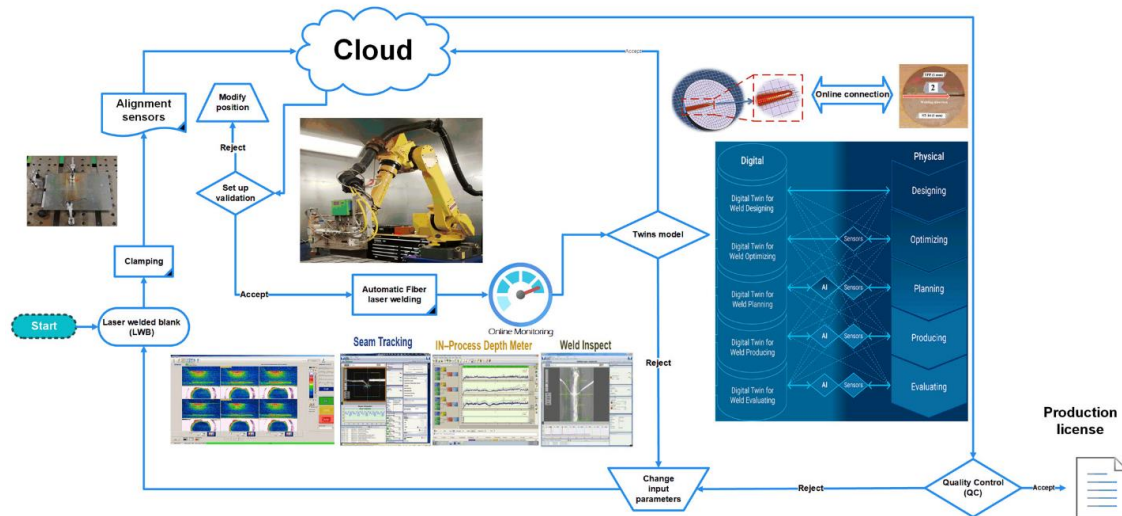 Cloud
Accept
Alignment
sensors
Modify
position
Reject
Set up
validation
Clamping
Accept
Automatic Fiber
laser welding
Online Monitoring
Twins model
Start
Laser welded blank
(LWB)
Seam Tracking
IN–Process Depth Meter
Weld Inspect
Reject
Change
input
parameters
Reject
Quality Control
(QC)
Accept
Production
license
Online connection
2
Digital
Physical
Digital Twin for
Weld Designing
Designing
Digital Twin for
Weld Optimizing
Sensors
Optimizing
Digital Twin for
Weld Planning
AI
Sensors
Planning
Digital Twin for
Weld Producing
AI
Sensors
Producing
Digital Twin for
Weld Evaluating
AI
Sensors
Evaluating